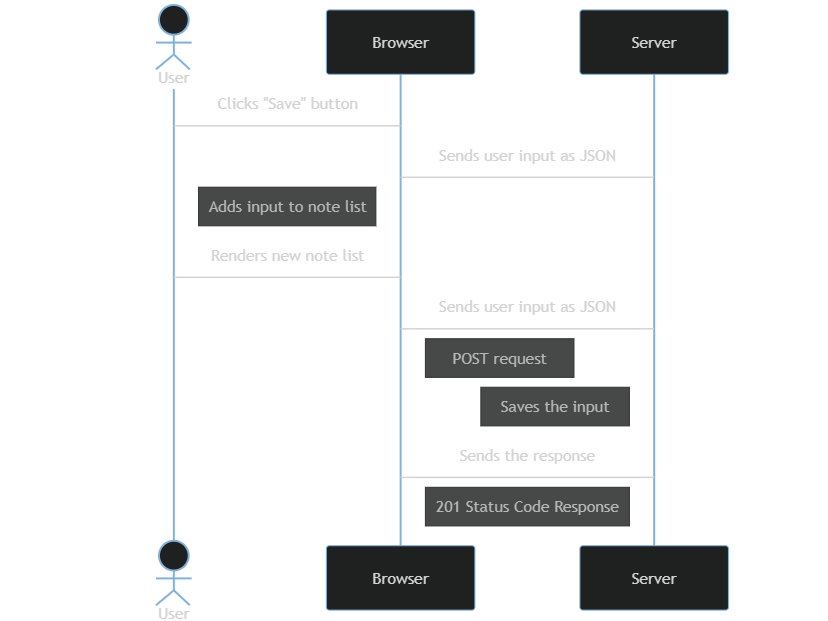 User
Browser
Server
Clicks "Save" button
Sends user input as JSON
Adds input to note list
Renders new note list
Sends user input as JSON
POST request
Saves the input
Sends the response
201 Status Code Response
User
Browser
Server